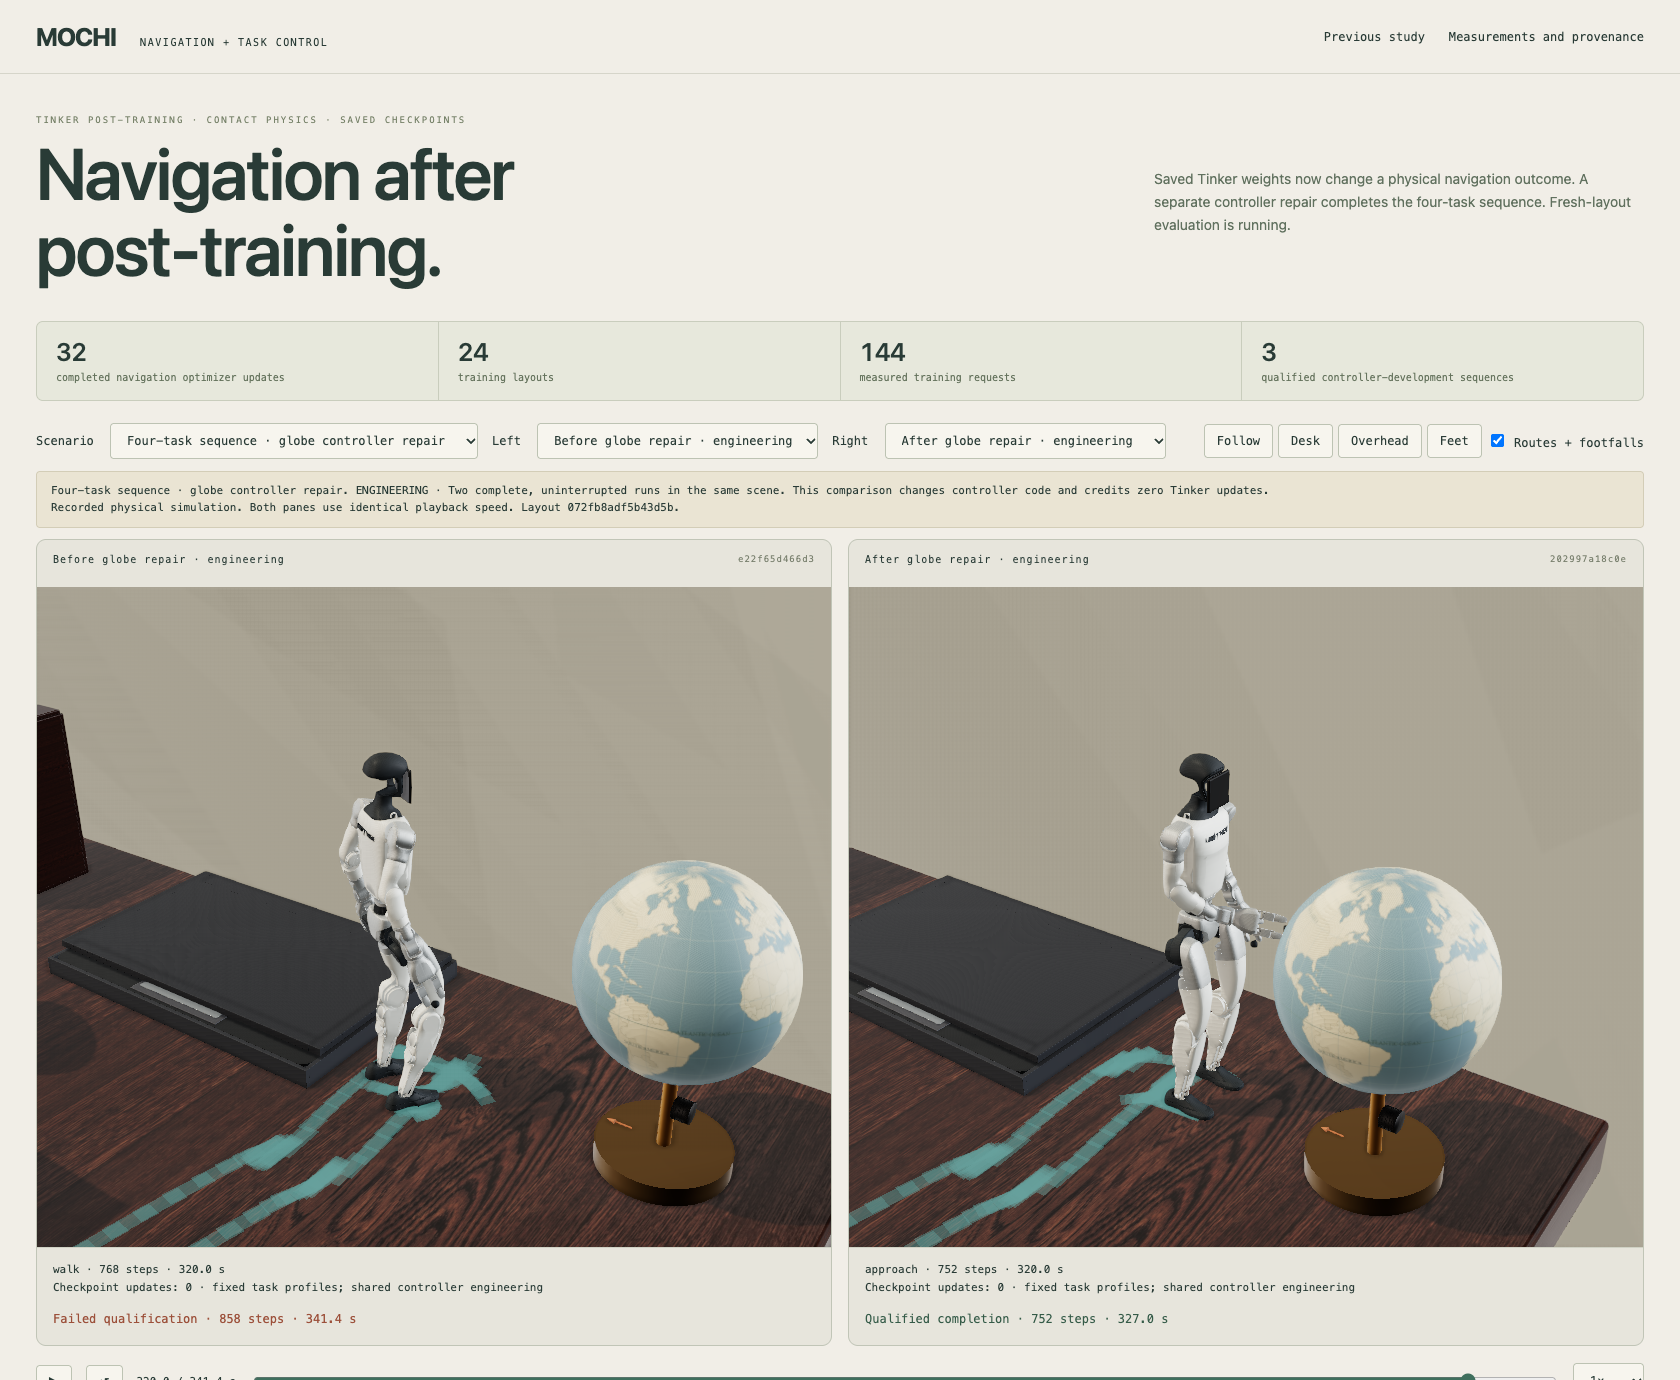 MOCHI
NAVIGATION + TASK CONTROL
Previous study
Measurements and provenance
TINKER POST-TRAINING · CONTACT PHYSICS · SAVED CHECKPOINTS
Navigation after
post-training.
Saved Tinker weights now change a physical navigation outcome. A
separate controller repair completes the four-task sequence. Fresh-layout
evaluation is running.
32
completed navigation optimizer updates
24
training layouts
144
measured training requests
3
qualified controller-development sequences
Scenario
Four-task sequence · globe controller repair
Left
Before globe repair · engineering
Right
After globe repair · engineering
Follow
Desk
Overhead
Feet
Routes + footfalls
Four-task sequence · globe controller repair. ENGINEERING · Two complete, uninterrupted runs in the same scene. This comparison changes controller code and credits zero Tinker updates.
Recorded physical simulation. Both panes use identical playback speed. Layout 072fb8adf5b43d5b.
Before globe repair · engineering
e22f65d466d3
After globe repair · engineering
202997a18c0e
walk · 768 steps · 320.0 s
Checkpoint updates: 0 · fixed task profiles; shared controller engineering
Failed qualification · 858 steps · 341.4 s
approach · 752 steps · 320.0 s
Checkpoint updates: 0 · fixed task profiles; shared controller engineering
Qualified completion · 752 steps · 327.0 s